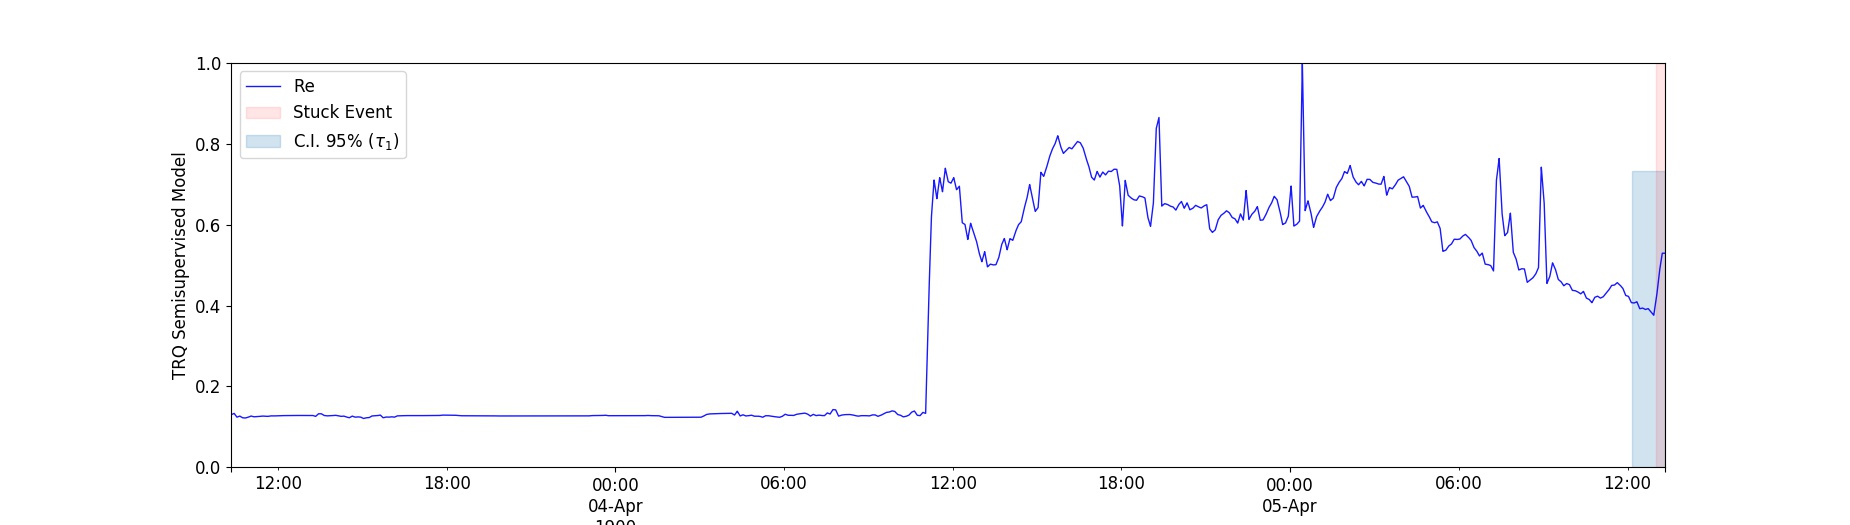 1.0
0.8
0.6
0.4
0.2
0.0
TRQ Semisupervised Model
Re
Stuck Event
C.I. 95% (τ₁)
12:00 18:00 00:00 06:00 12:00 18:00 00:00 06:00 12:00
04-Apr 05-Apr
1900